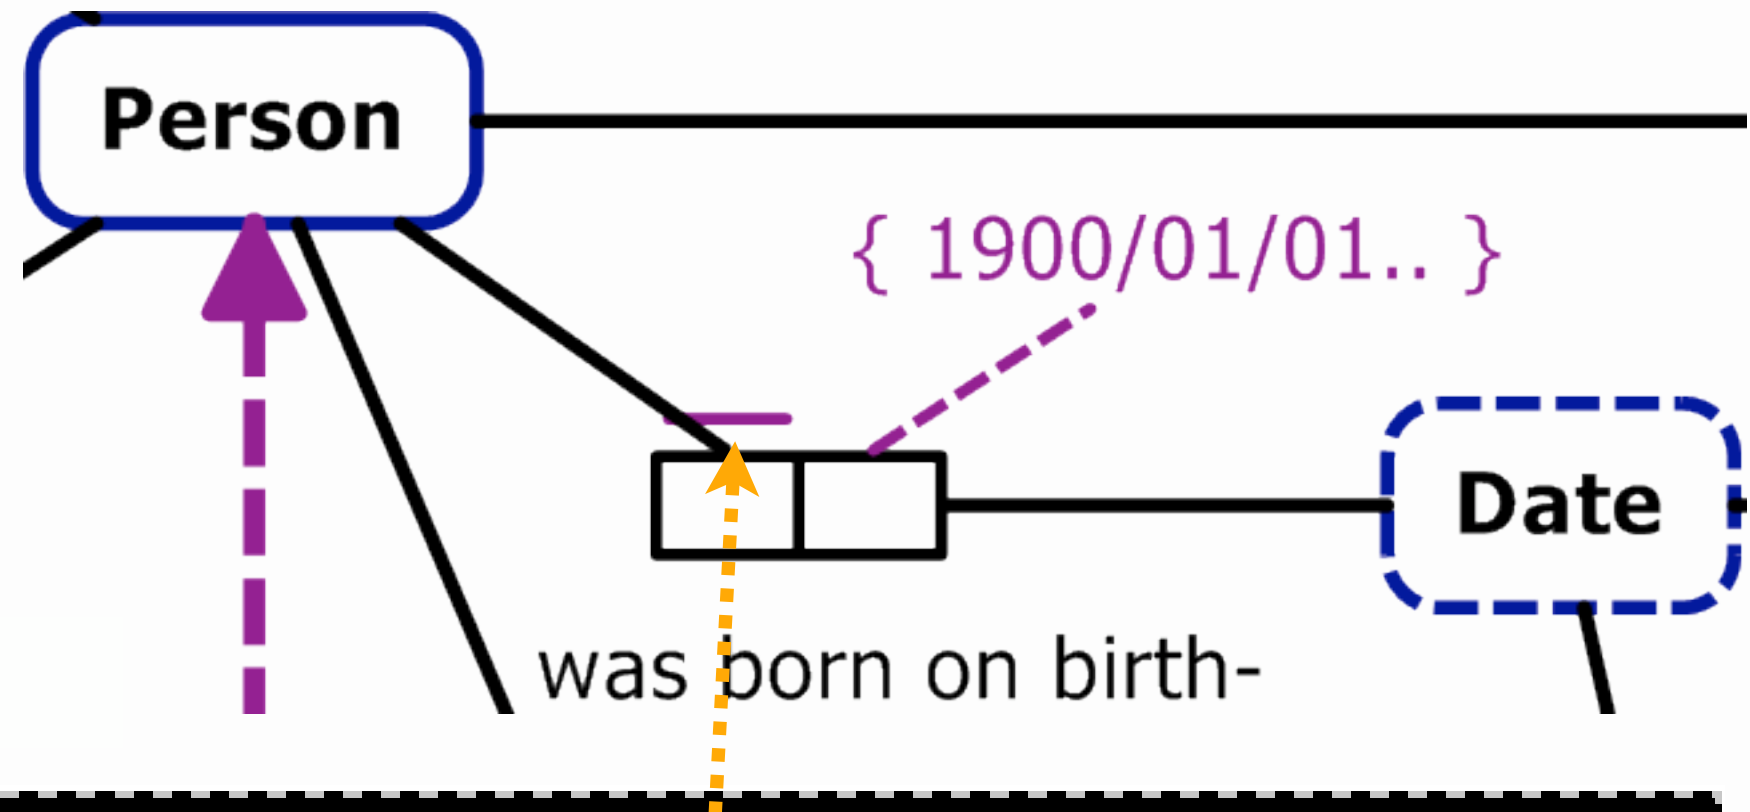 Person
{ 1900/01/01.. }
Date
was born on birth-